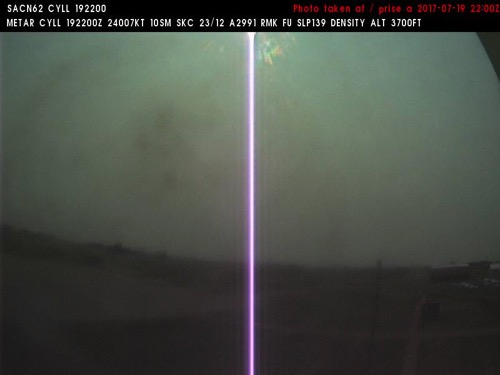 SACN62 CYLL 192200 Photo taken at / prise a 2017-07-19 22:00Z
METAR CYLL 192200Z 24007KT 10SM SKC 23/12 A2991 RMK FU SLP139 DENSITY ALT 3700FT